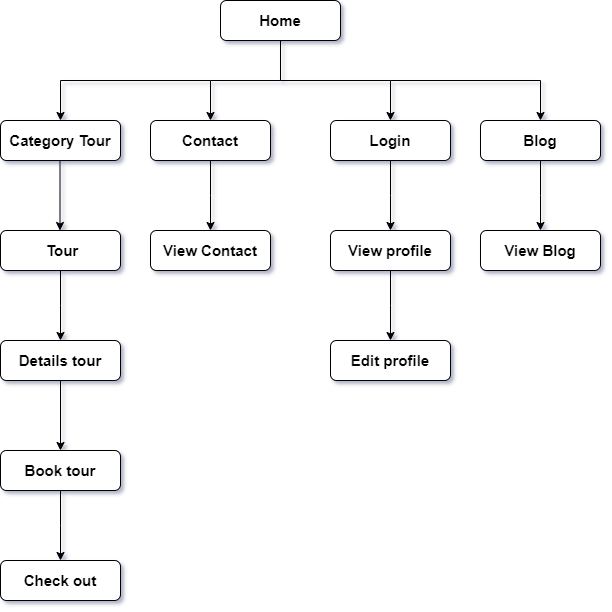 Home
Category Tour
Contact
Login
Blog
Tour
View Contact
View profile
View Blog
Details tour
Edit profile
Book tour
Check out